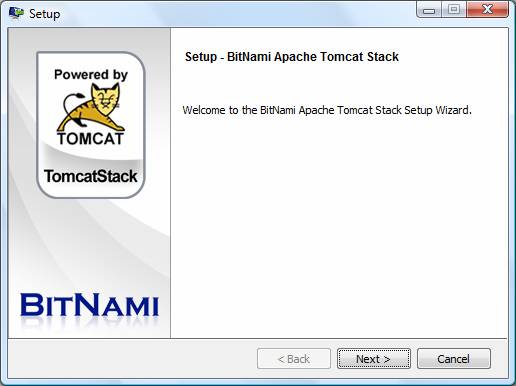 Setup
Powered by
TOMCAT
TomcatStack
BITNAMI
Setup - BitNami Apache Tomcat Stack
Welcome to the BitNami Apache Tomcat Stack Setup Wizard.
< Back
Next >
Cancel